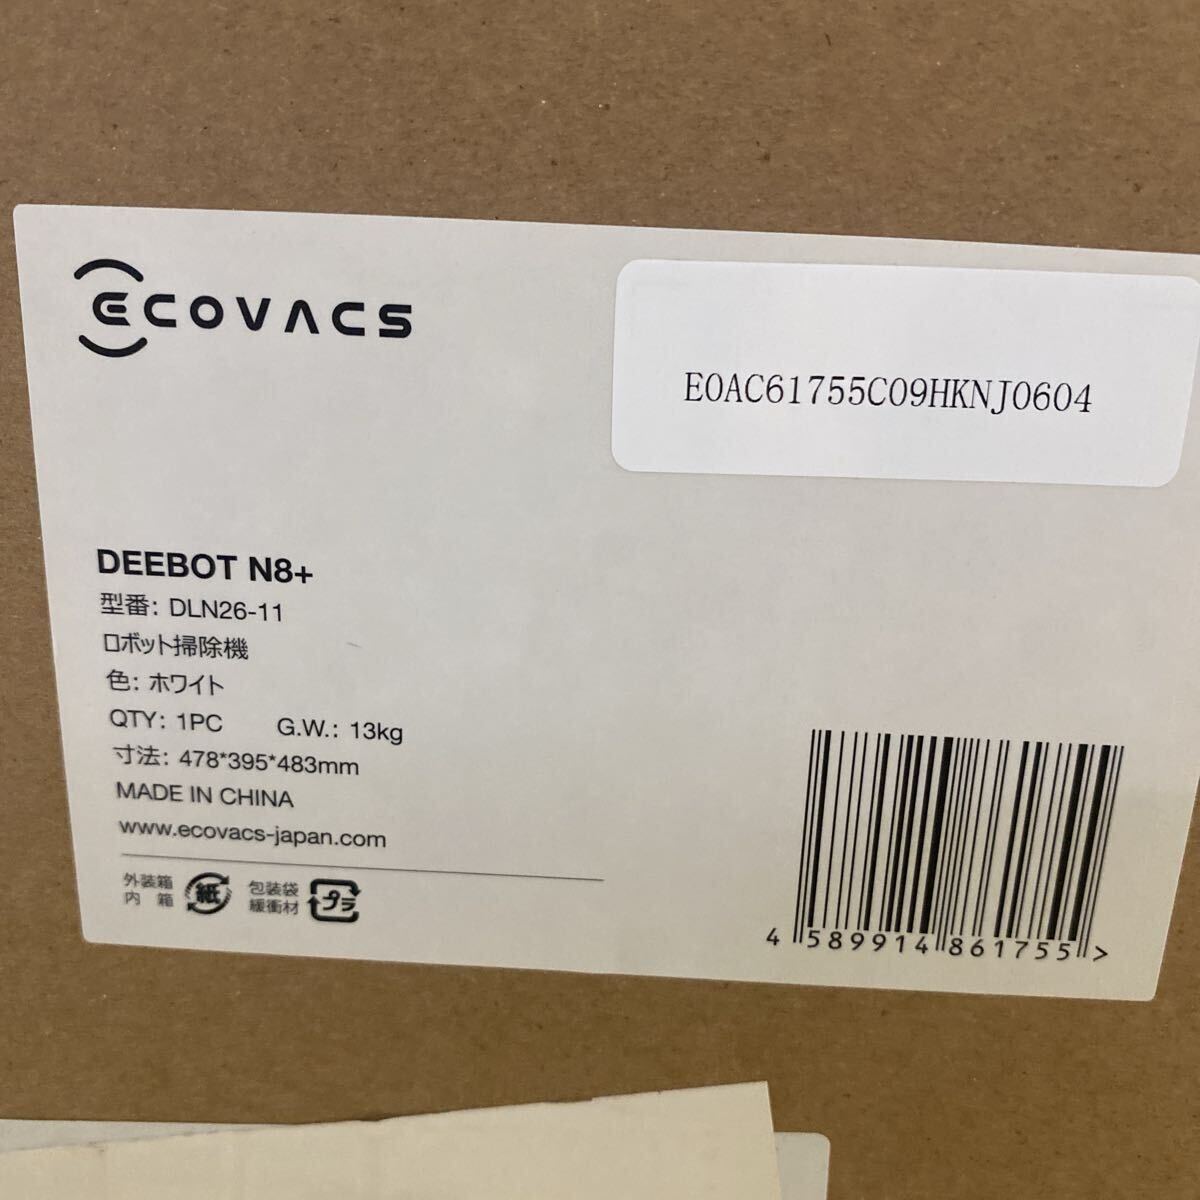 ECOVACS
E0AC61755C09HKNJ0604
DEEBOT N8+
型番: DLN26-11
ロボット掃除機
色: ホワイト
QTY: 1PC G.W.: 13kg
寸法: 478*395*483mm
MADE IN CHINA
www.ecovacs-japan.com
外装箱
内 箱
紙
包装袋
緩衝材
プラ
4 589914 861755 >